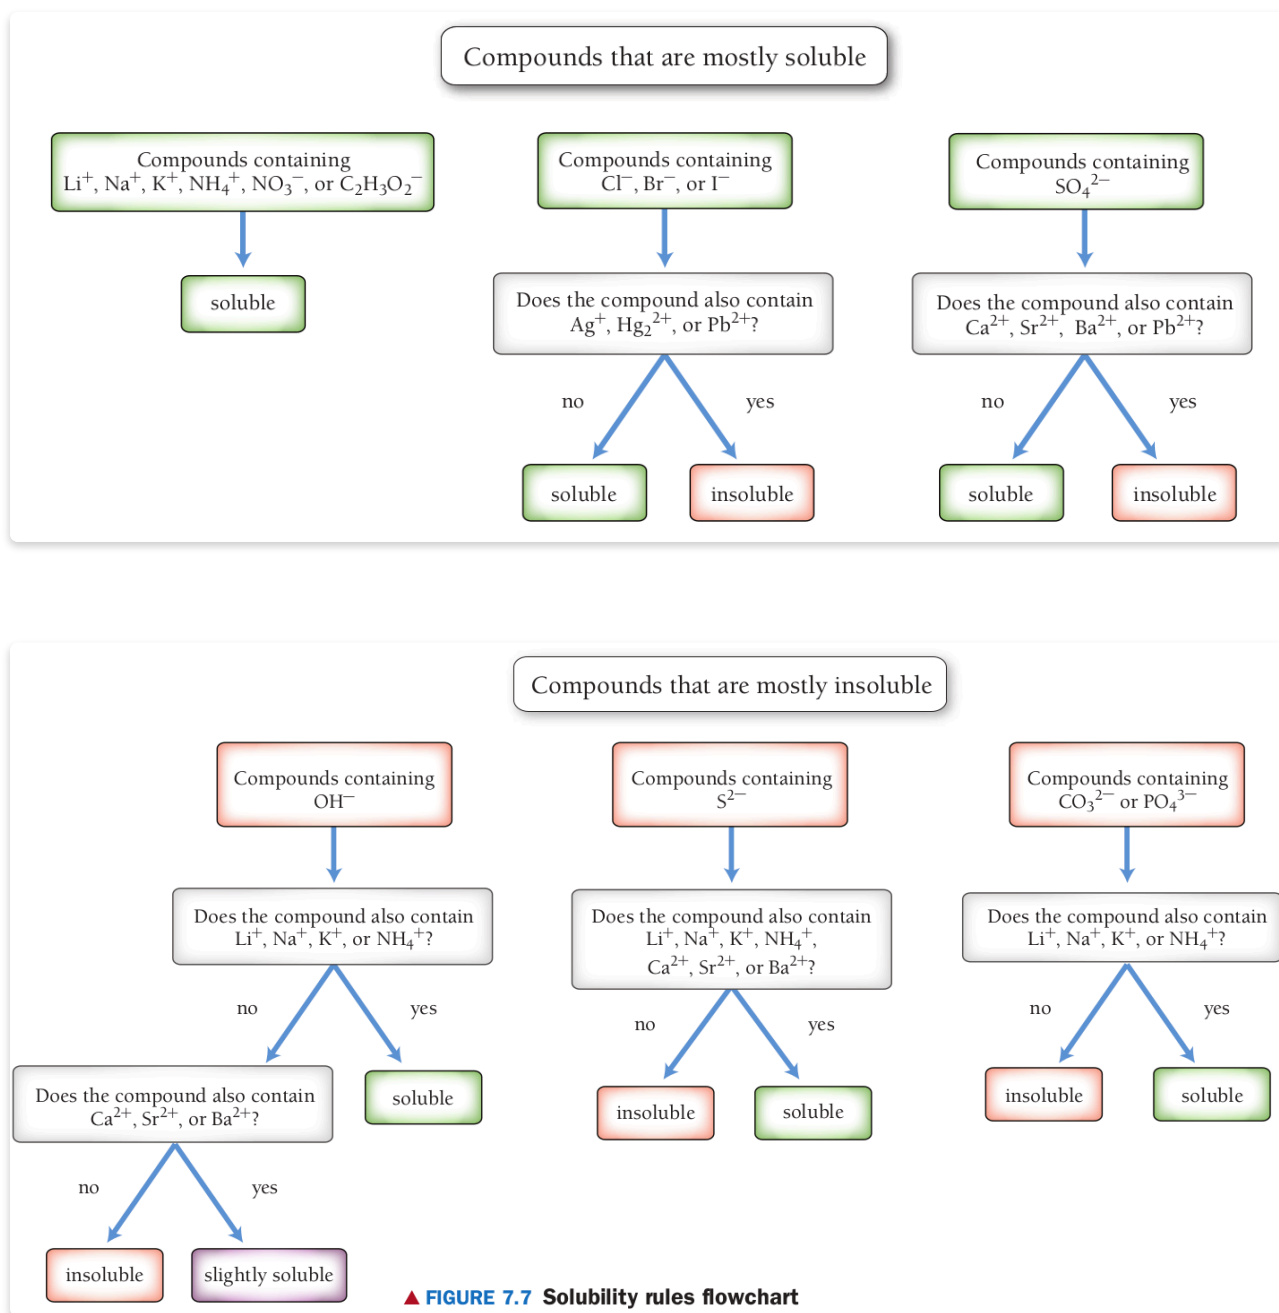 Compounds that are mostly soluble
Compounds containing
Li⁺, Na⁺, K⁺, NH₄⁺, NO₃⁻, or C₂H₃O₂⁻
soluble
Compounds containing
Cl⁻, Br⁻, or I⁻
Does the compound also contain
Ag⁺, Hg₂²⁺, or Pb²⁺?
no
yes
soluble
insoluble
Compounds containing
SO₄²⁻
Does the compound also contain
Ca²⁺, Sr²⁺, Ba²⁺, or Pb²⁺?
no
yes
soluble
insoluble
Compounds that are mostly insoluble
Compounds containing
OH⁻
Does the compound also contain
Li⁺, Na⁺, K⁺, or NH₄⁺?
no
yes
soluble
Does the compound also contain
Ca²⁺, Sr²⁺, or Ba²⁺?
no
yes
insoluble
slightly soluble
Compounds containing
S²⁻
Does the compound also contain
Li⁺, Na⁺, K⁺, NH₄⁺,
Ca²⁺, Sr²⁺, or Ba²⁺?
no
yes
insoluble
soluble
Compounds containing
CO₃²⁻ or PO₄³⁻
Does the compound also contain
Li⁺, Na⁺, K⁺, or NH₄⁺?
no
yes
insoluble
soluble
▲ FIGURE 7.7 Solubility rules flowchart